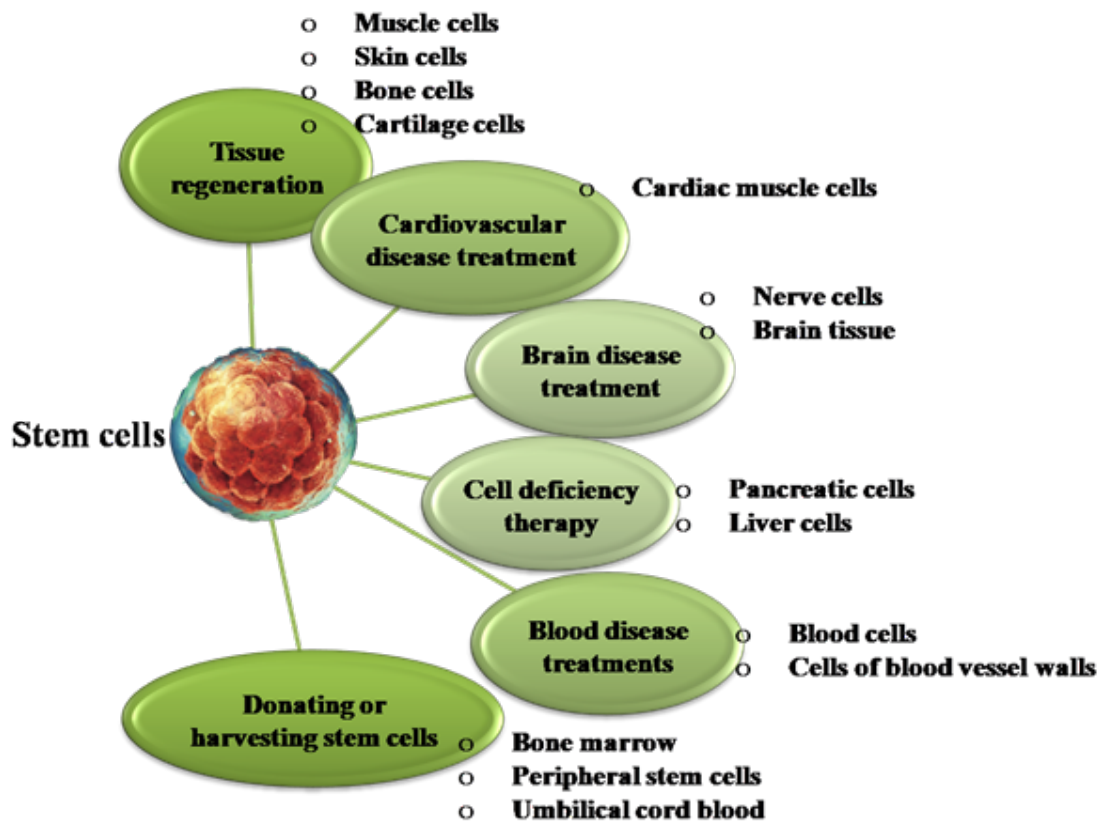 o Muscle cells
o Skin cells
o Bone cells
o Cartilage cells
Tissue
regeneration
o Cardiac muscle cells
Cardiovascular
disease treatment
o Nerve cells
o Brain tissue
Brain disease
treatment
Stem cells
Cell deficiency
therapy
o Pancreatic cells
o Liver cells
Blood disease
treatments
o Blood cells
o Cells of blood vessel walls
Donating or
harvesting stem cells
o Bone marrow
o Peripheral stem cells
o Umbilical cord blood